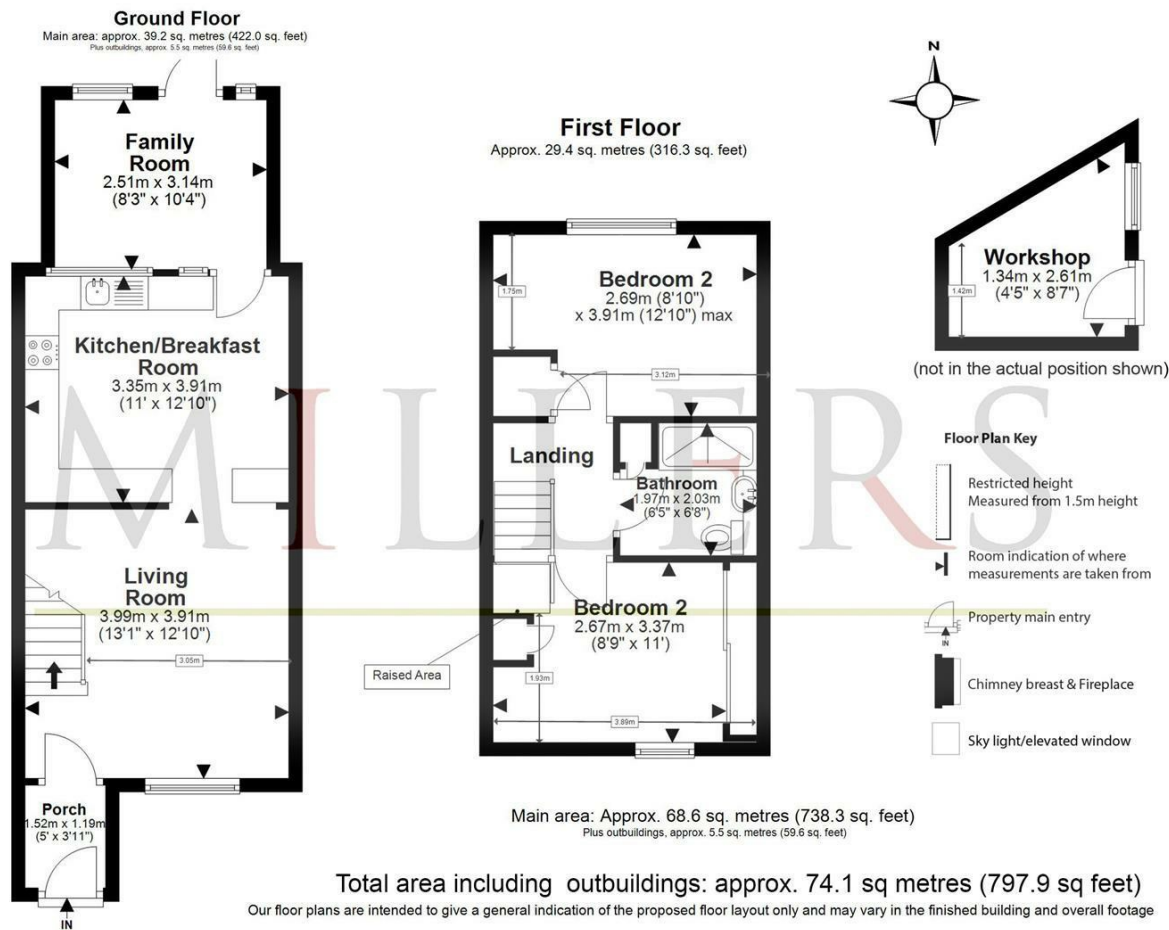 Ground Floor
Main area: approx. 39.2 sq. metres (422.0 sq. feet)
Plus outbuildings, approx. 5.5 sq. metres (59.6 sq. feet)
Family
Room
2.51m x 3.14m
(8'3" x 10'4")
Kitchen/Breakfast
Room
3.35m x 3.91m
(11' x 12'10")
Living
Room
3.99m x 3.91m
(13'1" x 12'10")
3.05m
Porch
1.52m x 1.19m
(5' x 3'11")
IN
First Floor
Approx. 29.4 sq. metres (316.3 sq. feet)
1.75m
Bedroom 2
2.69m (8'10")
x 3.91m (12'10") max
3.12m
Landing
Bathroom
1.97m x 2.03m
(6'5" x 6'8")
Bedroom 2
2.67m x 3.37m
(8'9" x 11')
Raised Area
1.93m
3.89m
N
Workshop
1.34m x 2.61m
(4'5" x 8'7")
1.42m
(not in the actual position shown)
Floor Plan Key
Restricted height
Measured from 1.5m height
Room indication of where
measurements are taken from
Property main entry
IN
Chimney breast & Fireplace
Sky light/elevated window
MILLERS
Main area: Approx. 68.6 sq. metres (738.3 sq. feet)
Plus outbuildings, approx. 5.5 sq. metres (59.6 sq. feet)
Total area including outbuildings: approx. 74.1 sq metres (797.9 sq feet)
Our floor plans are intended to give a general indication of the proposed floor layout only and may vary in the finished building and overall footage